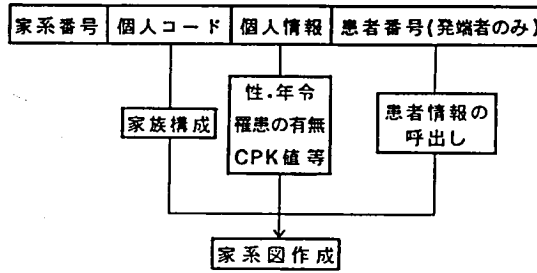 家系番号 個人コード 個人情報 患者番号(発端者のみ)
家族構成
性.年令
罹患の有無
CPK値等
患者情報の
呼出し
家系図作成